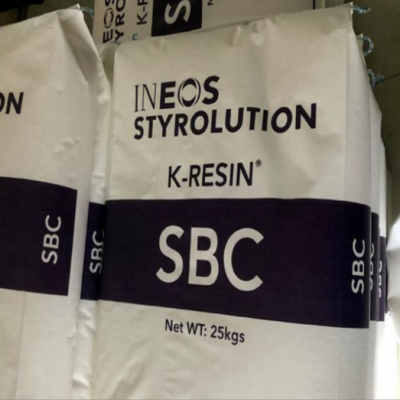 INEOS
STYROLUTION
K-RESIN®
SBC
Net WT: 25kgs
SBC
SBC
SBC
ON
SBC